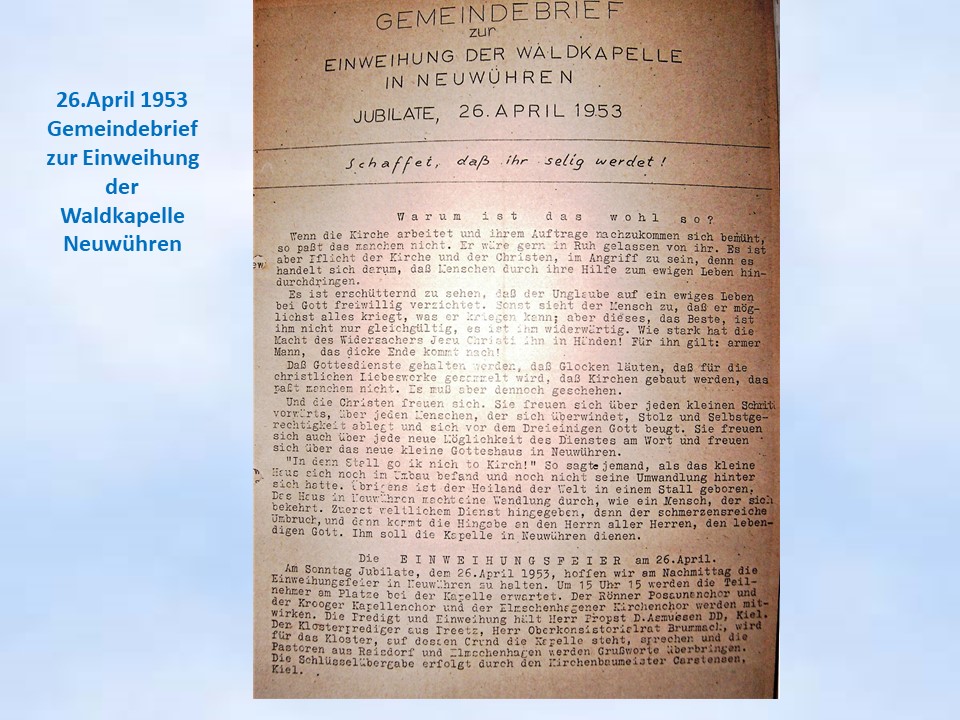 26.April 1953
Gemeindebrief
zur Einweihung
der
Waldkapelle
Neuwühren
GEMEINDEBRIEF
zur
EINWEIHUNG DER WALDKAPELLE
IN NEUWÜHREN
JUBILATE, 26. APRIL 1953
Schaffet, daß ihr selig werdet!
Warum ist das wohl so?
Wenn die Kirche arbeitet und ihrem Auftrage nachzukommen sich bemüht,
so paßt das manchem nicht. Er wäre gern in Ruh gelassen von ihr. Es ist
aber Pflicht der Kirche und der Christen, im Angriff zu sein, denn es
handelt sich darum, daß Menschen durch ihre Hilfe zum ewigen Leben hin-
durchdringen.
Es ist erschütternd zu sehen, daß der Unglaube auf ein ewiges Leben
bei Gott freiwillig verzichtet. Sonst sieht der Mensch zu, daß er mög-
lichst alles kriegt, was er kriegen kann; aber dieses, das Beste, ist
ihm nicht nur gleichgültig, es ist ihm widerwärtig. Wie stark hat die
Macht des Widersachers Jesu Christi ihn in Händen! Für ihn gilt: armer
Mann, das dicke Ende kommt nach!
Daß Gottesdienste gehalten werden, daß Glocken läuten, daß für die
christlichen Liebeswerke gesammelt wird, daß Kirchen gebaut werden, das
paßt manchem nicht. Es muß aber dennoch geschehen.
Und die Christen freuen sich. Sie freuen sich über jeden kleinen Schritt
vorwärts, über jeden Menschen, der sich überwindet, Stolz und Selbstge-
rechtigkeit ablegt und sich vor dem Dreieinigen Gott beugt. Sie freuen
sich auch über jede neue Möglichkeit des Dienstes am Wort und freuen
sich über das neue kleine Gotteshaus in Neuwühren.
"In denn Stall go ik nich to Kirch!" So sagte jemand, als das kleine
Haus sich noch im Umbau befand und noch nicht seine Umwandlung hinter
sich hatte. Übrigens ist der Heiland der Welt in einem Stall geboren.
Das Haus in Neuwühren machte eine Wandlung durch, wie ein Mensch, der sich
bekehrt. Zuerst weltlichem Dienst hingegeben, dann der schmerzensreiche
Umbruch, und dann kommt die Hingabe an den Herrn aller Herren, den leben-
digen Gott. Ihm soll die Kapelle in Neuwühren dienen.
Die EINWEIHUNGSFEIER am 26.April.
Am Sonntag Jubilate, dem 26.April 1953, hoffen wir am Nachmittag die
Einweihungsfeier in Neuwühren zu halten. Um 15 Uhr 15 werden die Teil-
nehmer am Platze bei der Kapelle erwartet. Der Rönner Posaunenchor und
der Krooger Kapellenchor und der Elmschenhagener Kirchenchor werden mit-
wirken. Die Predigt und Einweihung hält Herr Propst D.Asmussen DD, Kiel.
Der Klosterprediger aus Preetz, Herr Oberkonsistorialrat Brummack, wird
für das Kloster, auf dessen Grund die Kapelle steht, sprechen und die
Pastoren aus Raisdorf und Elmschenhagen werden Grußworte überbringen.
Die Schlüsselübergabe erfolgt durch den Kirchenbaumeister Carstensen,
Kiel.